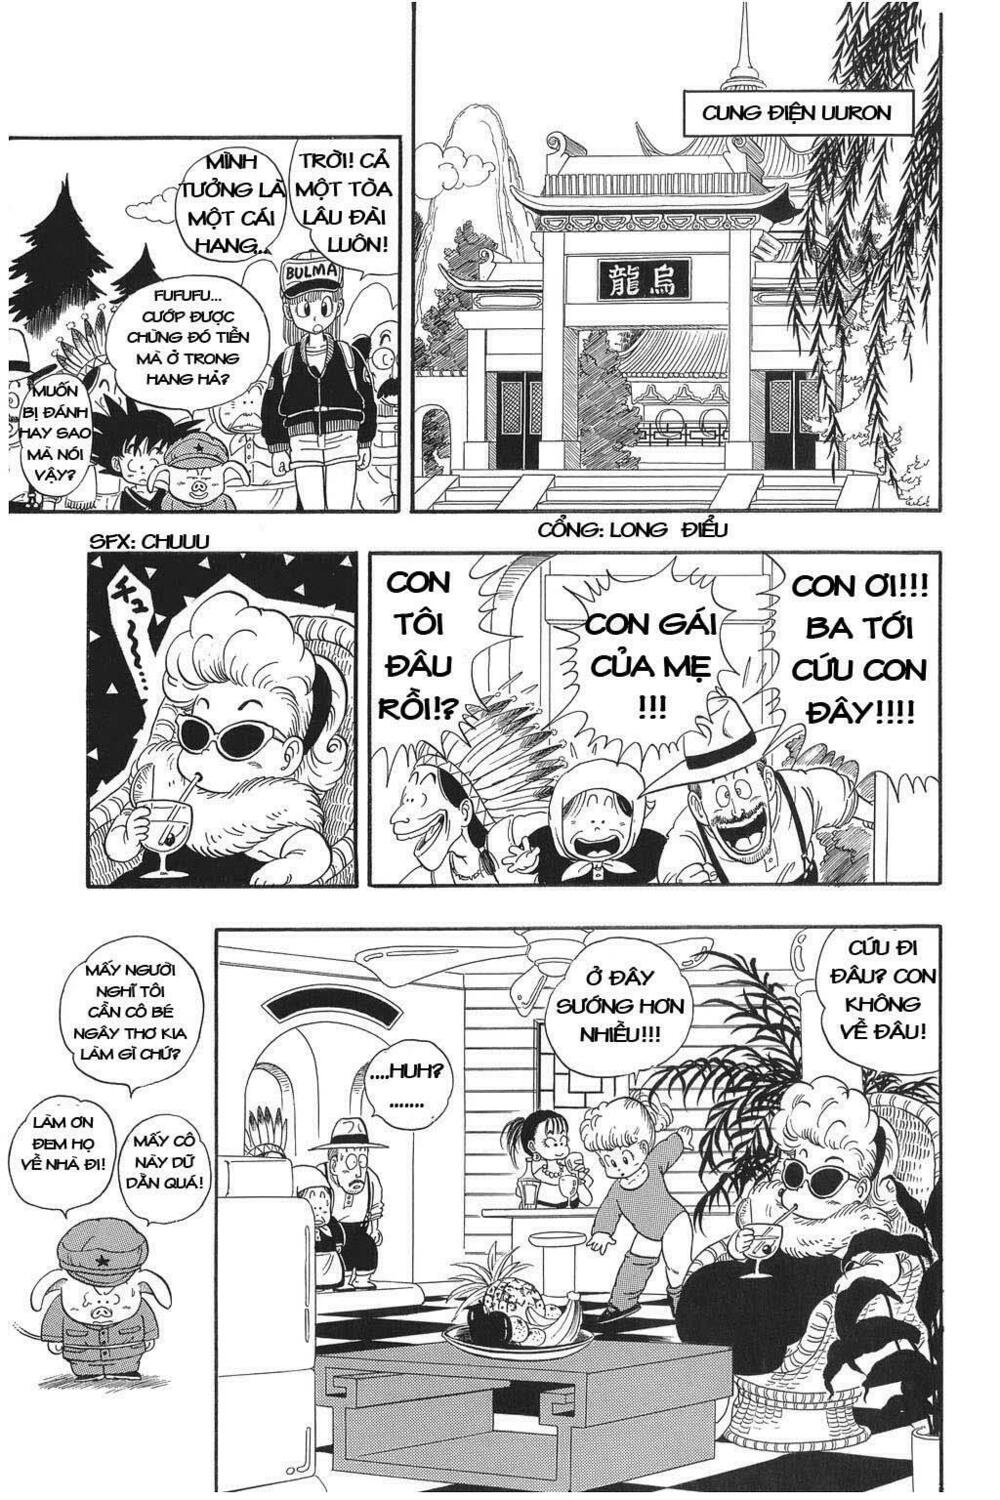 CUNG ĐIỆN UURON
龍烏
CỔNG: LONG ĐIỂU
TRỜI! CẢ
MỘT TÒA
LÂU ĐÀI
LUÔN!
MÌNH
TƯỞNG LÀ
MỘT CÁI
HANG..
BULMA
FUFUFU...
CƯỚP ĐƯỢC
CHỪNG ĐÓ TIỀN
MÀ Ở TRONG
HANG HẢ?
MUỐN
BỊ ĐÁNH
HAY SAO
MÀ NÓI
VẬY?
CON ƠI!!!
BA TỚI
CỨU CON
ĐÂY!!!!
CON GÁI
CỦA MẸ
!!!
CON
TÔI
ĐÂU
RỒI!?
SFX: CHUUU
チュ〜〜...
CỨU ĐI
ĐÂU? CON
KHÔNG
VỀ ĐÂU!
Ở ĐÂY
SƯỚNG HƠN
NHIỀU!!!
....HUH?
.......
MẤY NGƯỜI
NGHĨ TÔI
CẦN CÔ BÉ
NGÂY THƠ KIA
LÀM GÌ CHỨ?
MẤY CÔ
NÀY DỮ
DẰN QUÁ!
LÀM ƠN
ĐEM HỌ
VỀ NHÀ ĐI!